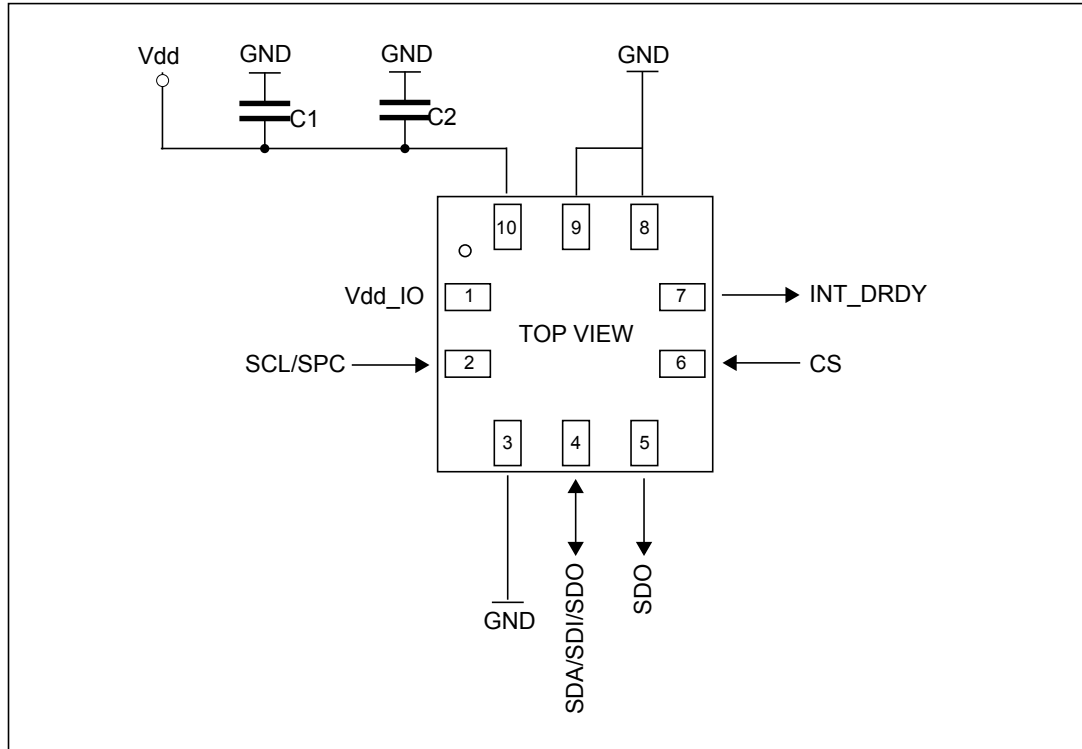 Vdd
GND
GND
GND
C1
C2
10
9
8
Vdd_IO
1
7
INT_DRDY
TOP VIEW
SCL/SPC
2
6
CS
3
4
5
GND
SDA/SDI/SDO
SDO